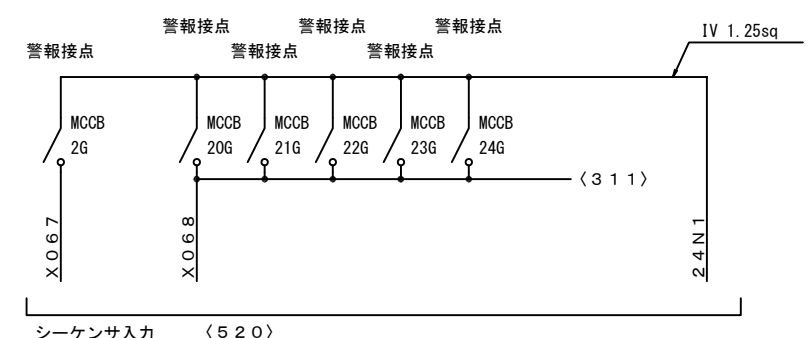 警報接点 警報接点 警報接点
警報接点 警報接点 警報接点
IV 1.25sq
MCCB 2G
MCCB 20G
MCCB 21G
MCCB 22G
MCCB 23G
MCCB 24G
〈311〉
X067
X068
24N1
シーケンサ入力 〈520〉